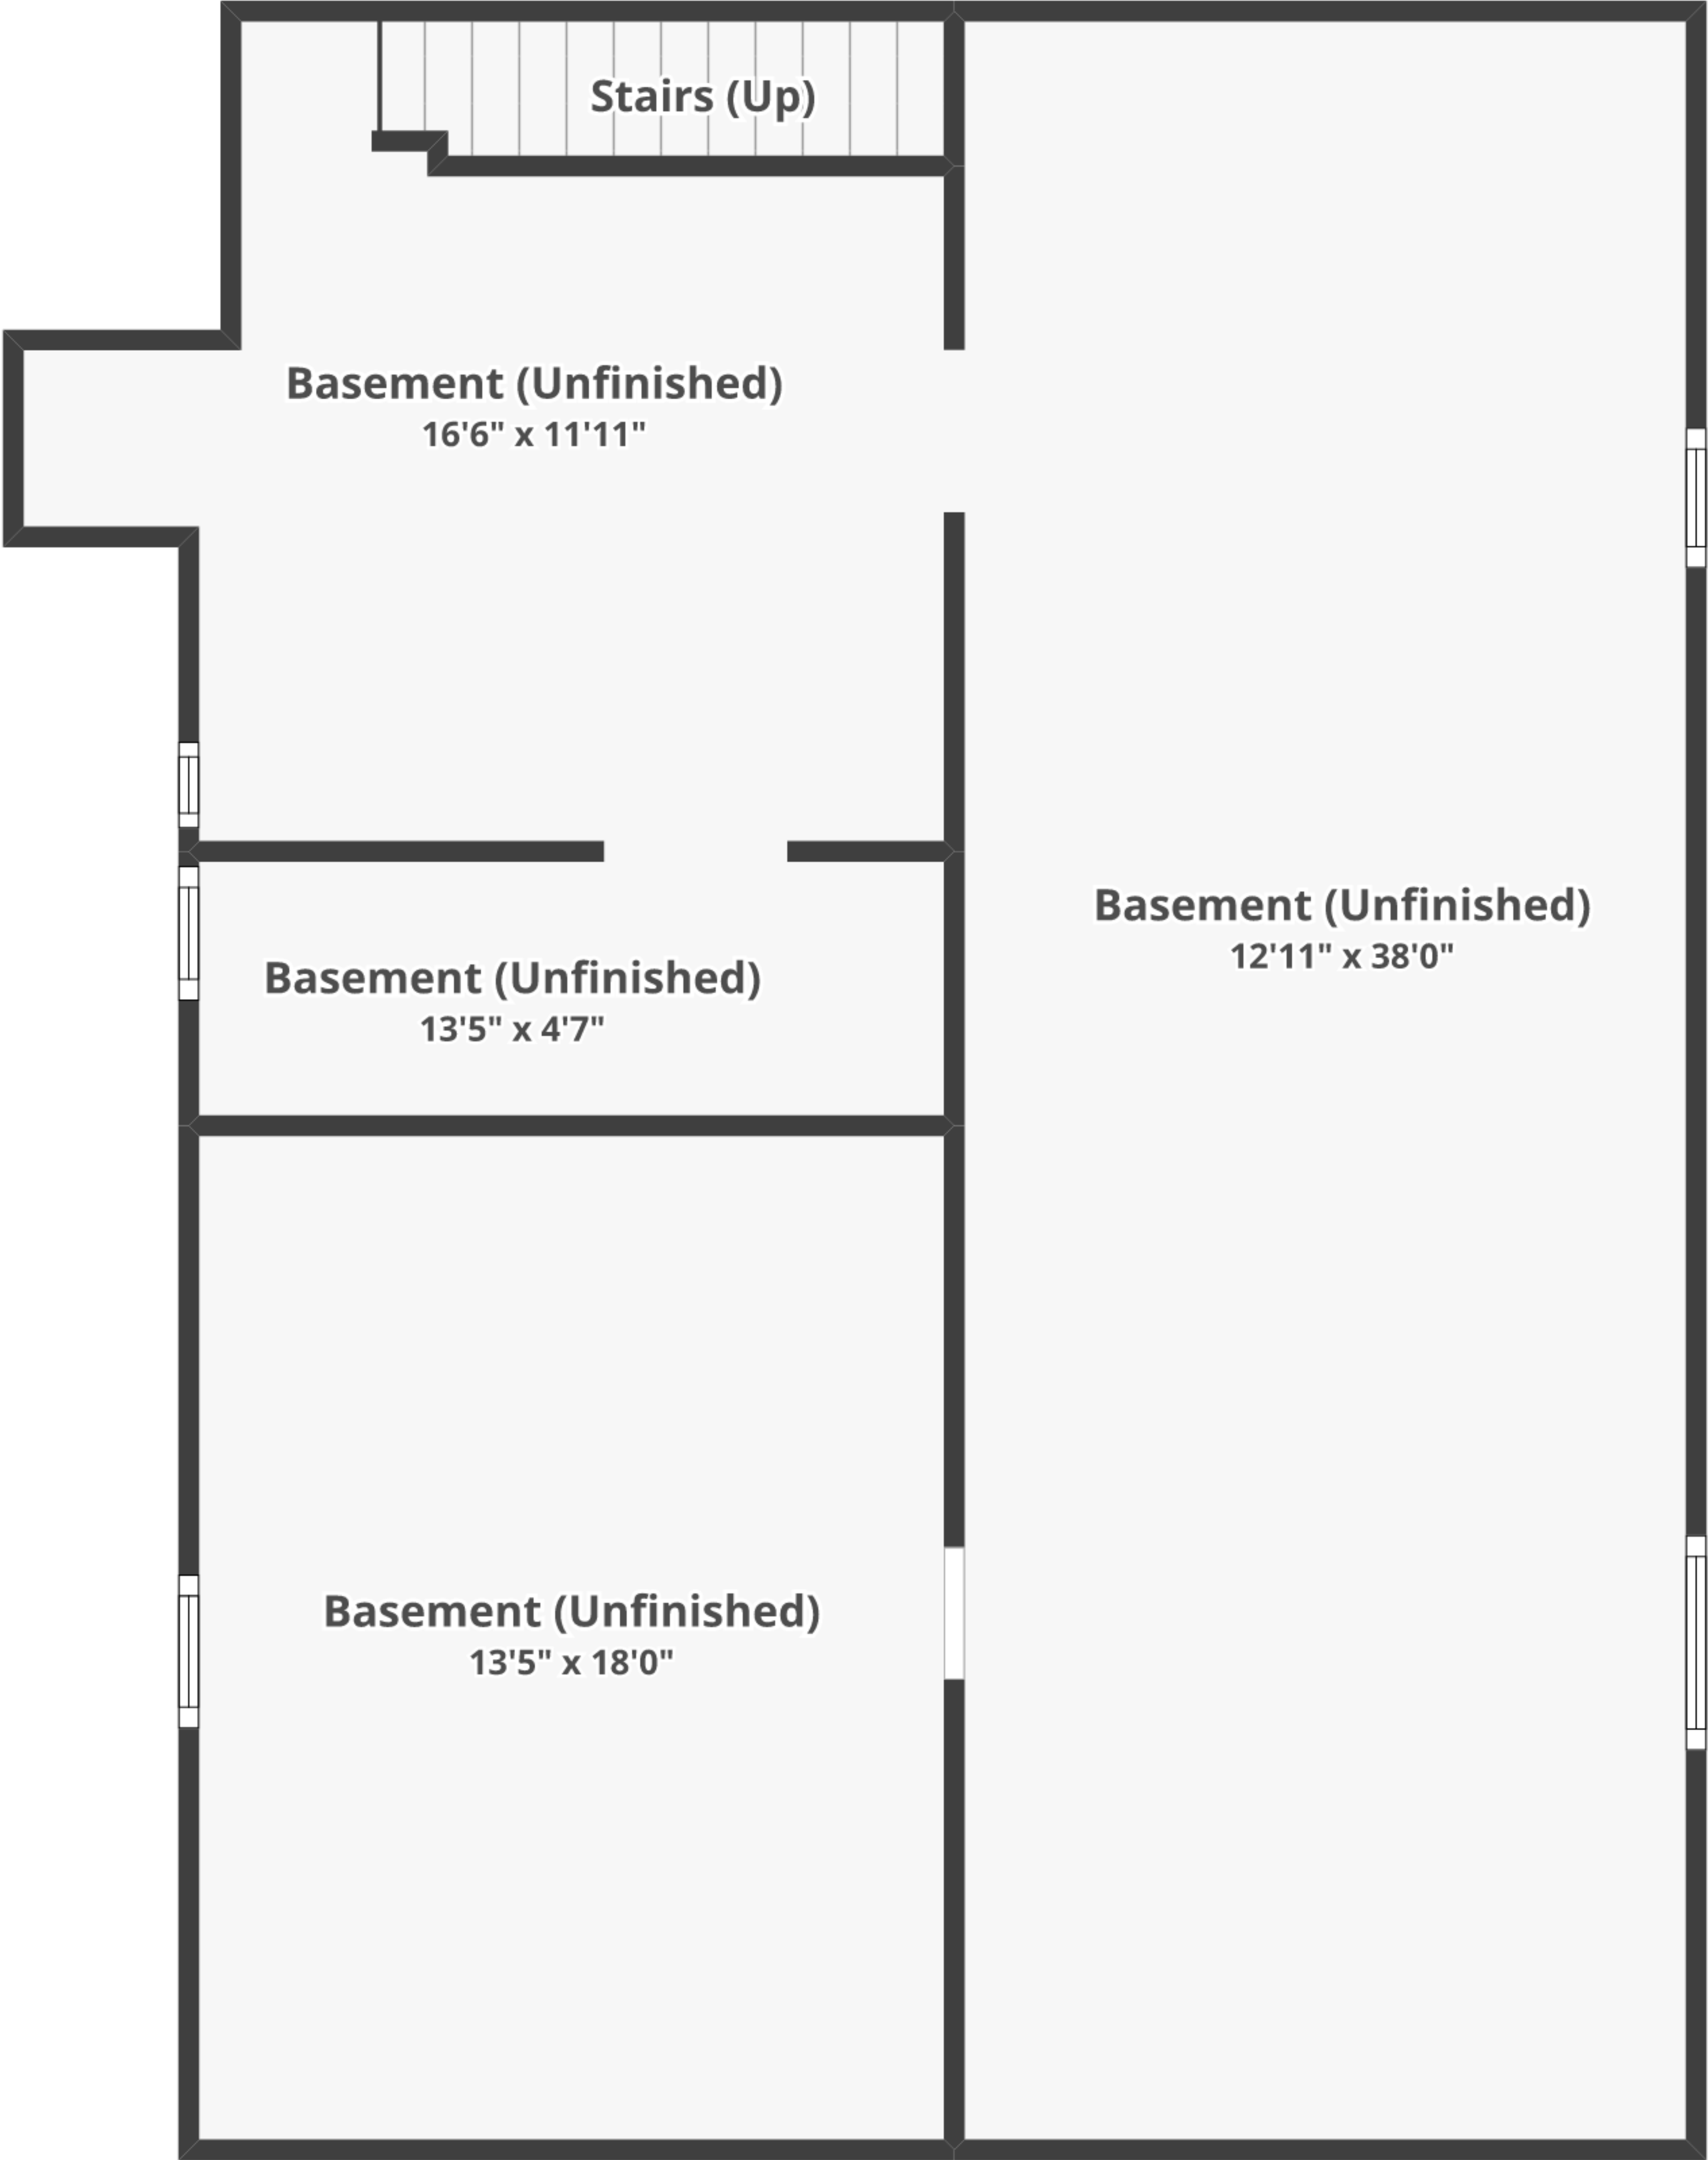 Stairs (Up)
Basement (Unfinished)
16'6" x 11'11"
Basement (Unfinished)
12'11" x 38'0"
Basement (Unfinished)
13'5" x 4'7"
Basement (Unfinished)
13'5" x 18'0"